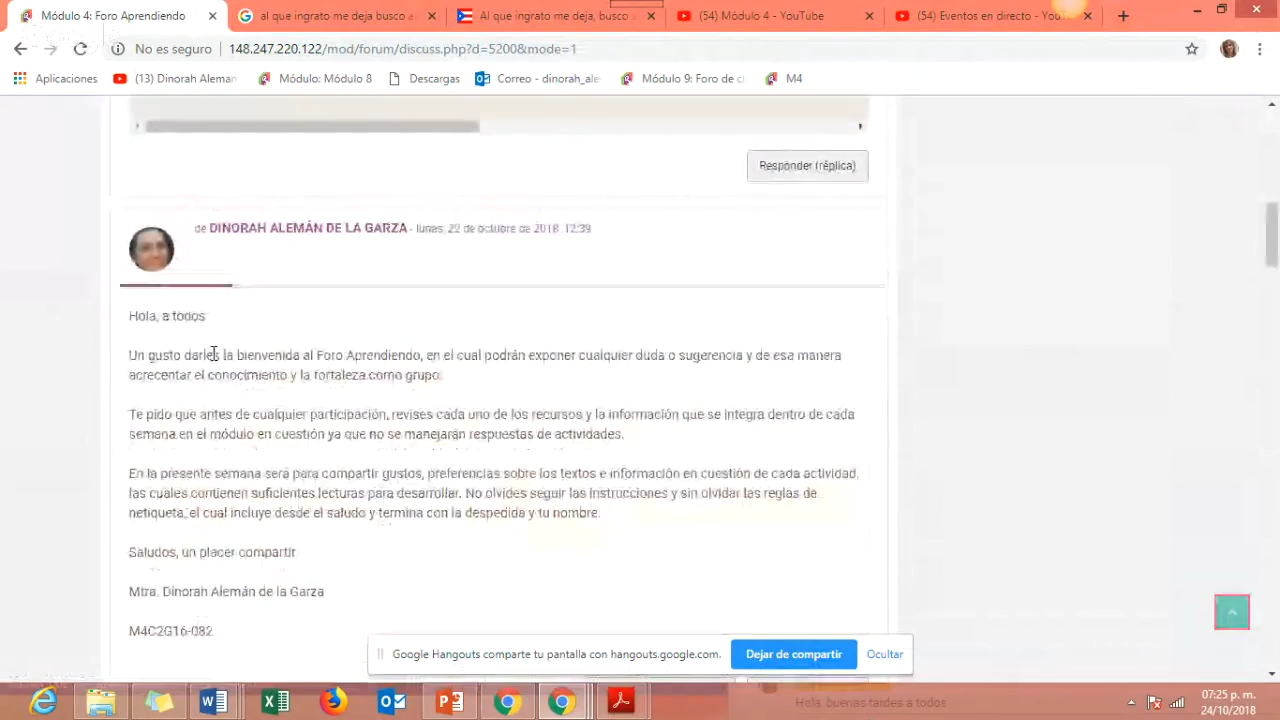 Módulo 4: Foro Aprendiendo
al que ingrato me deja busco a
Al que ingrato me deja, busco
(54) Módulo 4 - YouTube
(54) Eventos en directo - You
No es seguro
148.247.220.122/mod/forum/discuss.php?d=5200&mode=1
Aplicaciones
(13) Dinorah Aleman
Módulo: Módulo 8
Descargas
Correo - dinorah_ale
Módulo 9: Foro de c
M4
Responder (réplica)
de DINORAH ALEMÁN DE LA GARZA - lunes, 22 de octubre de 2018, 12:39
Hola, a todos
Un gusto darles la bienvenida al Foro Aprendiendo, en el cual podrán exponer cualquier duda o sugerencia y de esa manera
acrecentar el conocimiento y la fortaleza como grupo.
Te pido que antes de cualquier participación, revises cada uno de los recursos y la información que se integra dentro de cada
semana en el módulo en cuestión ya que no se manejarán respuestas de actividades.
En la presente semana será para compartir gustos, preferencias sobre los textos e información en cuestión de cada actividad,
las cuales contienen suficientes lecturas para desarrollar. No olvides seguir las instrucciones y sin olvidar las reglas de
netiqueta, el cual incluye desde el saludo y termina con la despedida y tu nombre.
Saludos, un placer compartir
Mtra. Dinorah Alemán de la Garza
M4C2G16-082
Google Hangouts comparte tu pantalla con hangouts.google.com.
Dejar de compartir
Ocultar
Hola, buenas tardes a todos
07:25 p. m.
24/10/2018